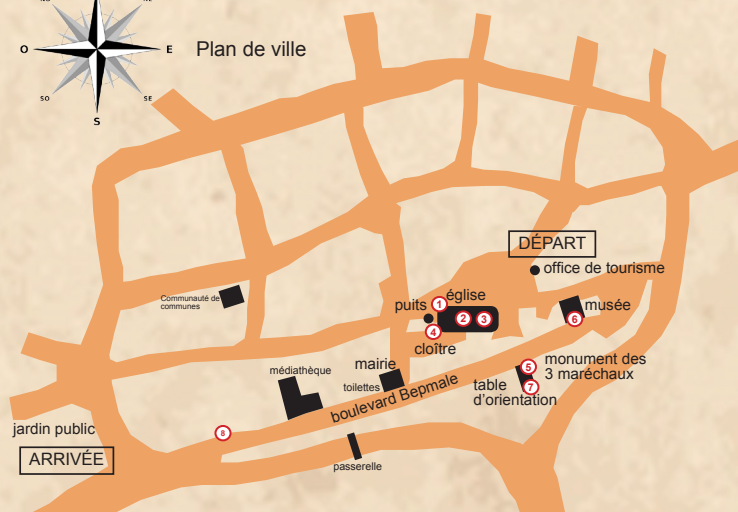 O
E
Plan de ville
SO
SE
S
DÉPART
office de tourisme
Communauté de
communes
puits
1
église
2
3
musée
6
4
cloître
5
monument des
3 maréchaux
médiathèque
mairie
toilettes
table
d'orientation
7
boulevard Bepmale
jardin public
8
ARRIVÉE
passerelle